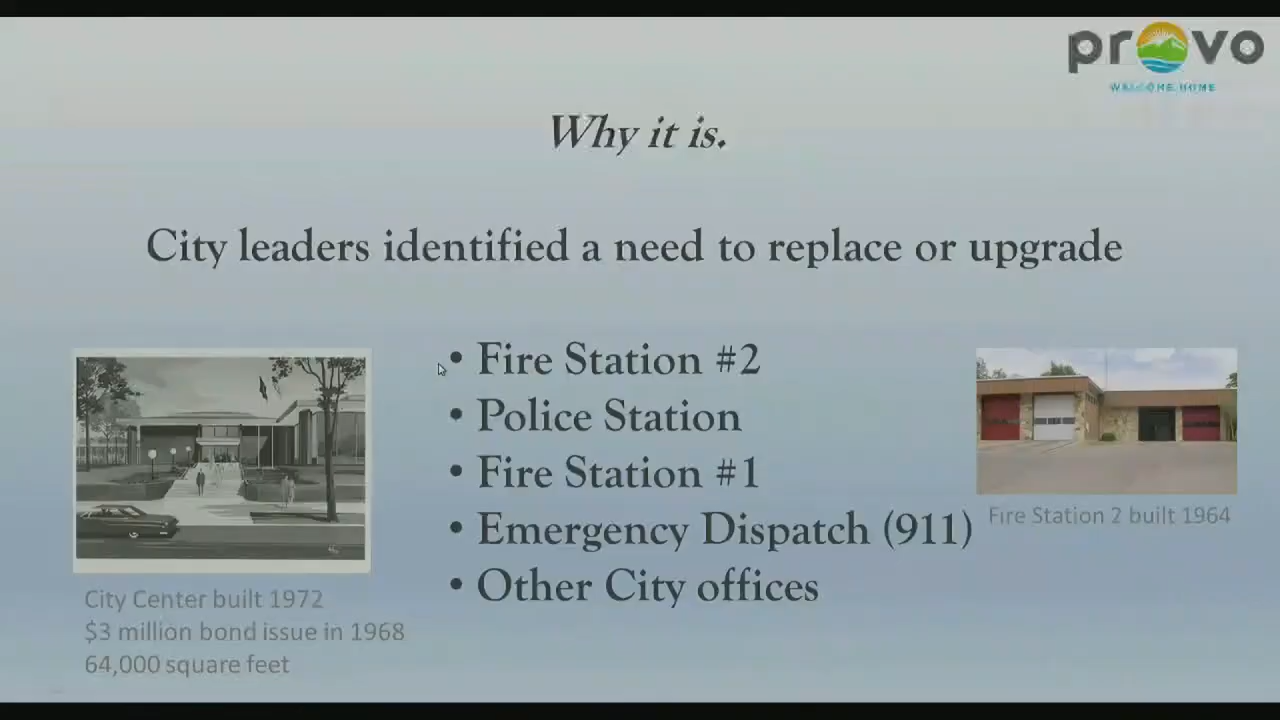 provo
WELCOME HOME
Why it is.
City leaders identified a need to replace or upgrade
• Fire Station #2
• Police Station
• Fire Station #1
• Emergency Dispatch (911)
• Other City offices
City Center built 1972
$3 million bond issue in 1968
64,000 square feet
Fire Station 2 built 1964